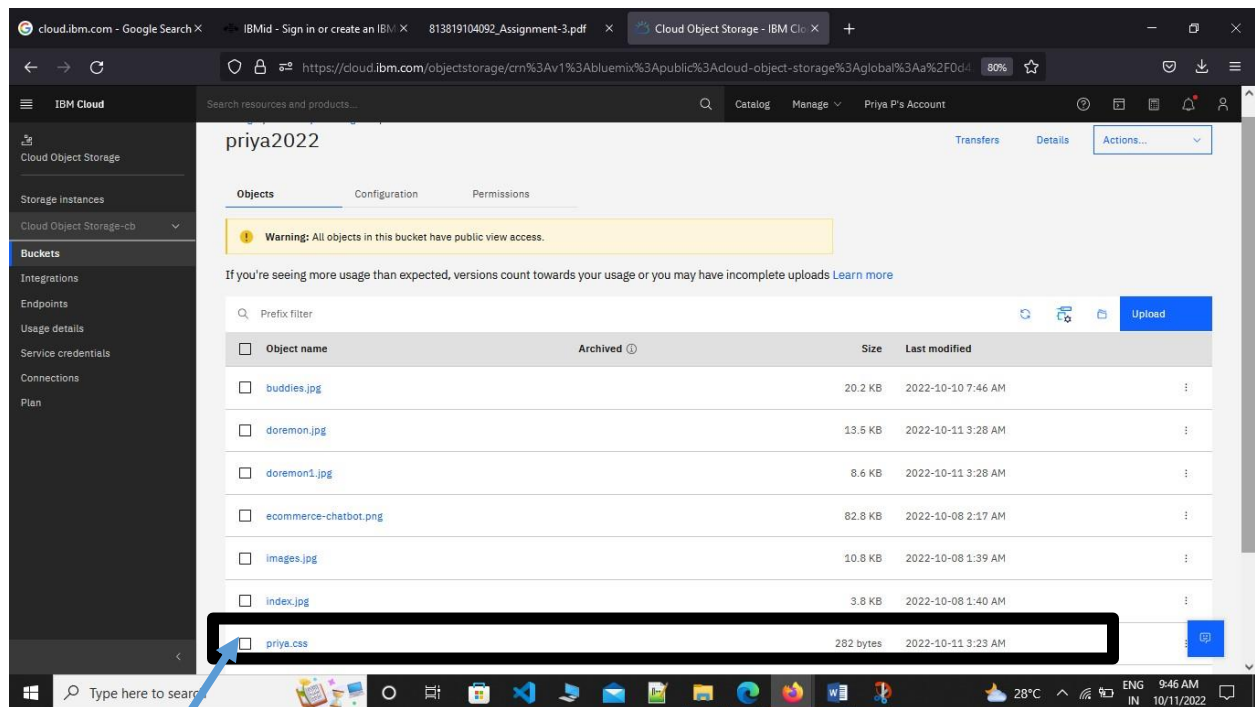 cloud.ibm.com - Google Search
IBMid - Sign in or create an IBM
813819104092_Assignment-3.pdf
Cloud Object Storage - IBM Clo
https://cloud.ibm.com/objectstorage/crn%3Av1%3Abluemix%3Apublic%3Acloud-object-storage%3Aglobal%3Aa%2F0d4 80%
IBM Cloud
Search resources and products...
Catalog Manage Priya P's Account
Cloud Object Storage
Storage instances
Cloud Object Storage-cb
Buckets
Integrations
Endpoints
Usage details
Service credentials
Connections
Plan
priya2022
Transfers Details Actions...
Objects Configuration Permissions
Warning: All objects in this bucket have public view access.
If you're seeing more usage than expected, versions count towards your usage or you may have incomplete uploads Learn more
Prefix filter Upload
Object name Archived Size Last modified
buddies.jpg 20.2 KB 2022-10-10 7:46 AM
doremon.jpg 13.5 KB 2022-10-11 3:28 AM
doremon1.jpg 8.6 KB 2022-10-11 3:28 AM
ecommerce-chatbot.png 82.8 KB 2022-10-08 2:17 AM
images.jpg 10.8 KB 2022-10-08 1:39 AM
index.jpg 3.8 KB 2022-10-08 1:40 AM
priya.css 282 bytes 2022-10-11 3:23 AM
Type here to sear
28°C ENG 9:46 AM
IN 10/11/2022